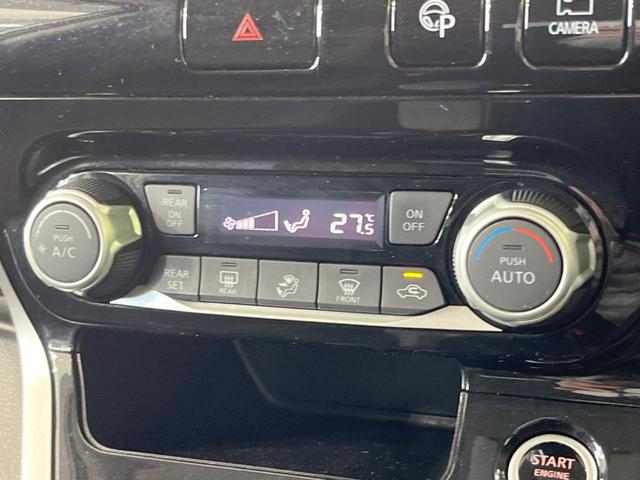 P
CAMERA
REAR
ON
OFF
27.5℃
ON
OFF
PUSH
A/C
PUSH
AUTO
REAR
SET
REAR
FRONT
START
ENGINE